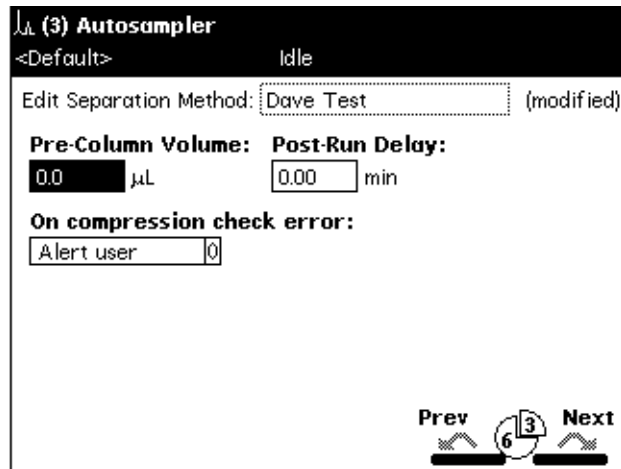 (3) Autosampler
<Default> Idle
Edit Separation Method: Dave Test (modified)
Pre-Column Volume: Post-Run Delay:
0.0 µL 0.00 min
On compression check error:
Alert user 0
Prev 6 3 Next